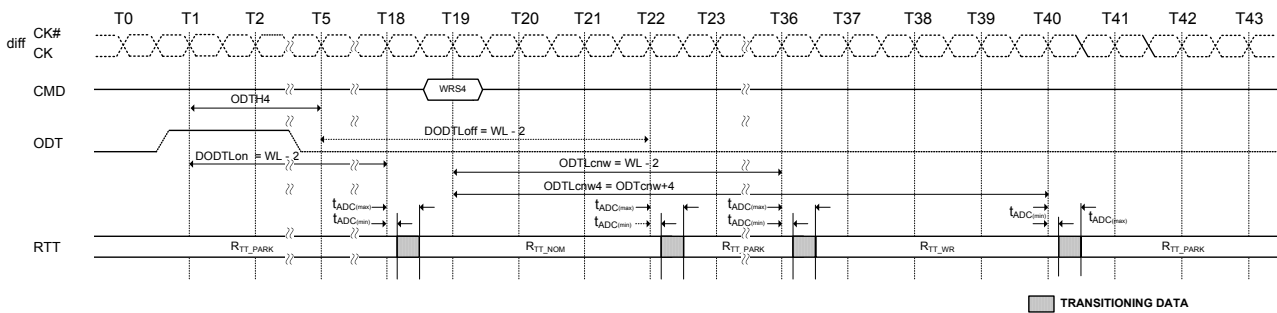 T0 T1 T2 T5 T18 T19 T20 T21 T22 T23 T36 T37 T38 T39 T40 T41 T42 T43
diff CK#
CK
CMD WRS4
ODTH4
ODT DODTLoff = WL - 2
DODTLon = WL - 2 ODTLcnw = WL - 2
ODTLcnw4 = ODTcnw+4
tADC(max) tADC(max) tADC(max) tADC(min) tADC(max)
tADC(min) tADC(min) tADC(min)
RTT RTT_PARK RTT_NOM RTT_PARK RTT_WR RTT_PARK
TRANSITIONING DATA